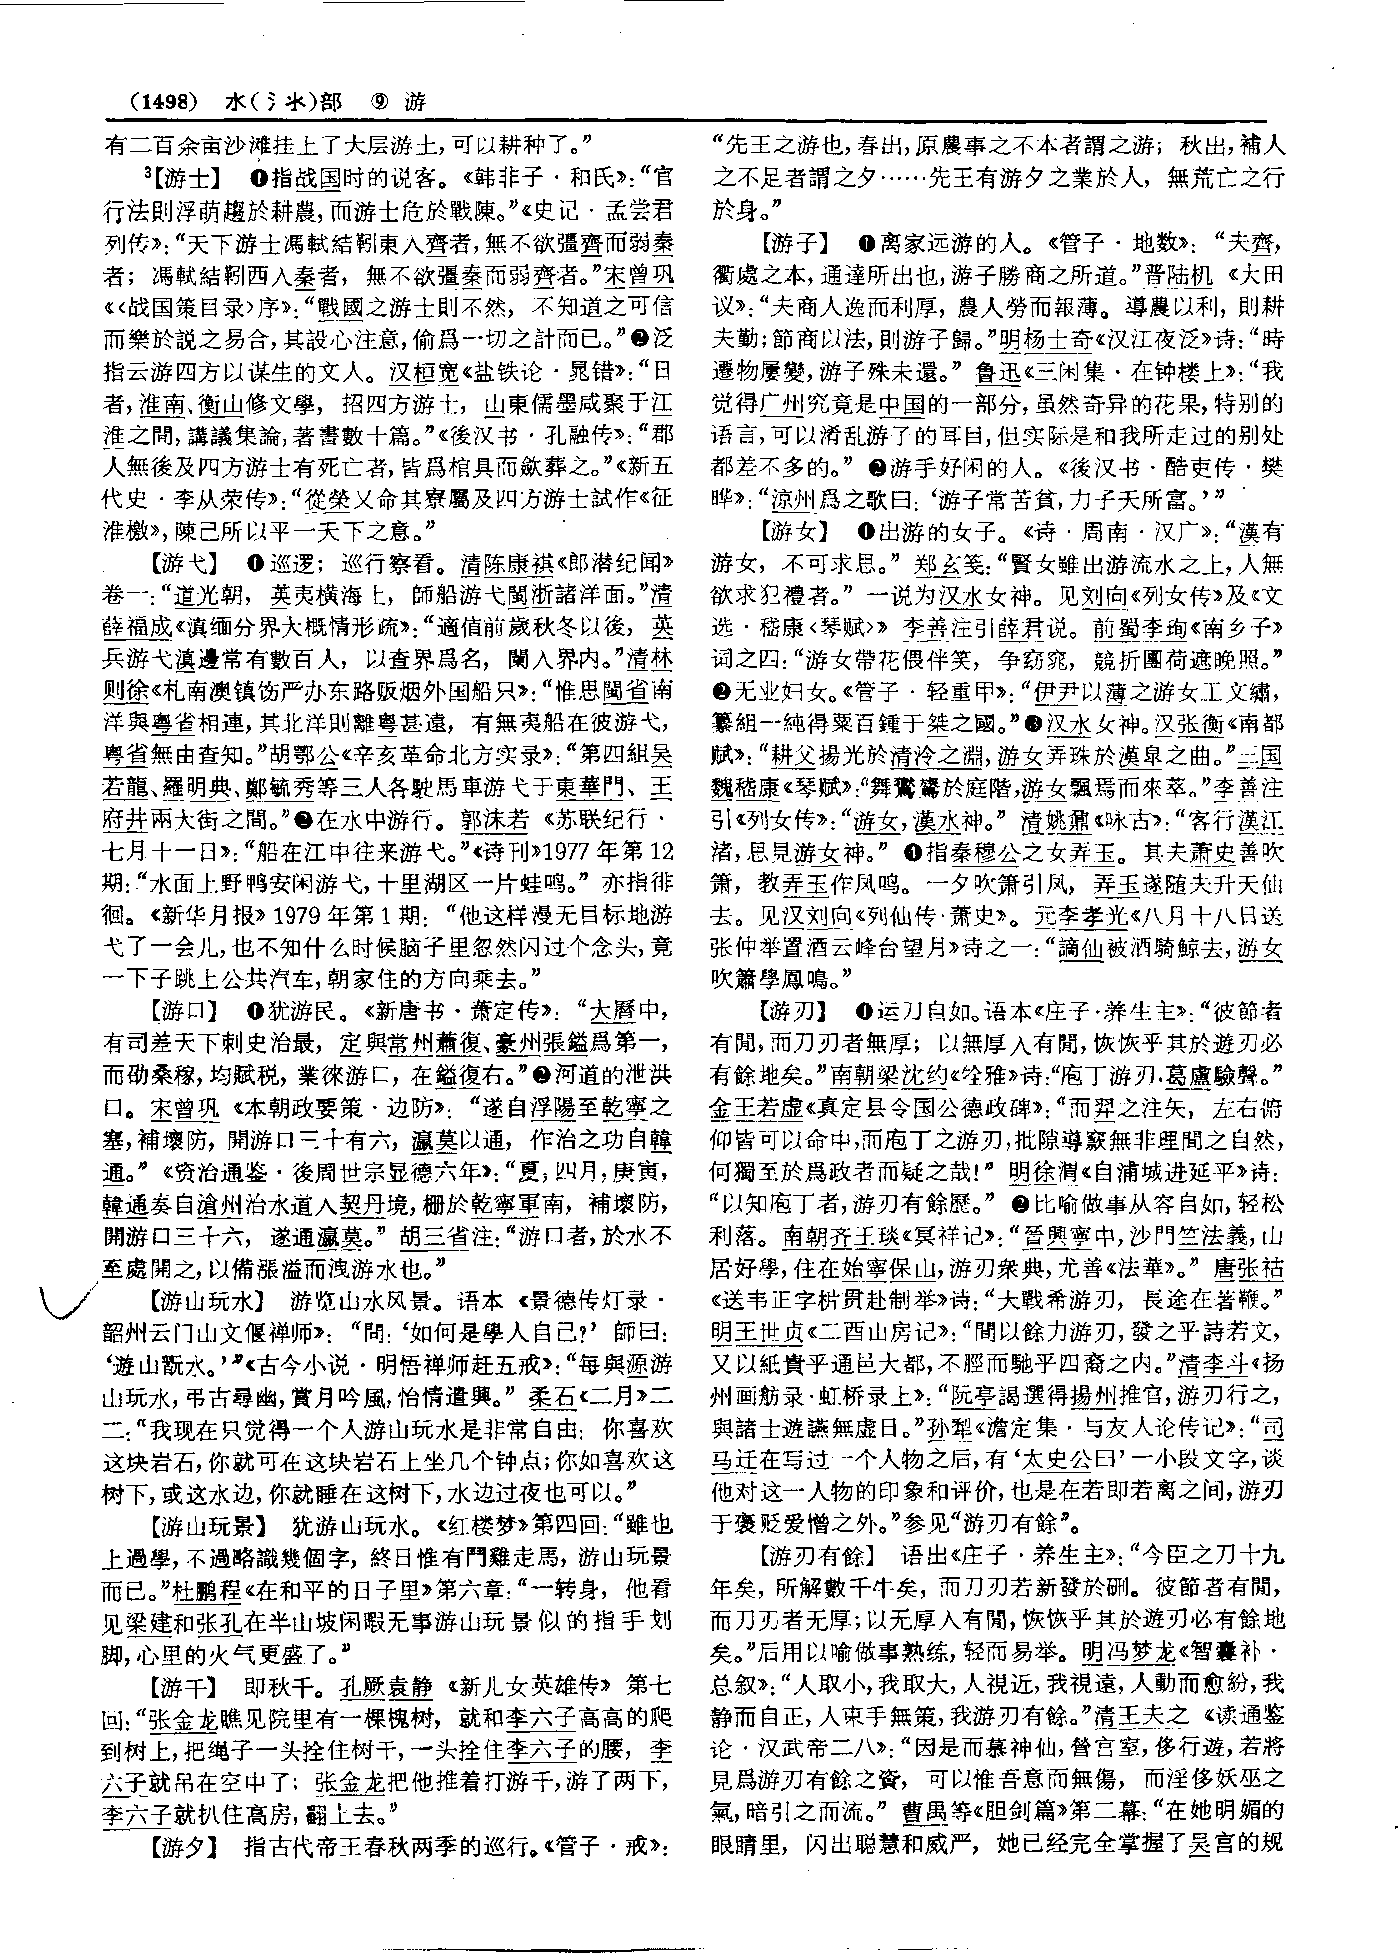 (1498) 水(氵氺)部 ⑨ 游
有二百余亩沙滩挂上了大层游土,可以耕种了。”
³【游士】 ❶指战国时的说客。《韩非子·和氏》:“官
行法則浮萌趨於耕農,而游士危於戰陳。”《史记·孟尝君
列传》:“天下游士馮軾結靷東入齊者,無不欲彊齊而弱秦
者; 馮軾結靷西入秦者, 無不欲彊秦而弱齊者。”宋曾巩
《〈战国策目录〉序》:“戰國之游士則不然, 不知道之可信
而樂於説之易合,其設心注意,偷爲一切之計而已。”❷泛
指云游四方以谋生的文人。汉桓宽《盐铁论·晁错》:“日
者,淮南、衡山修文學, 招四方游士, 山東儒墨咸聚于江
淮之間,講議集論,著書數十篇。”《後汉书·孔融传》:“郡
人無後及四方游士有死亡者,皆爲棺具而斂葬之。”《新五
代史·李从荣传》:“從榮又命其寮屬及四方游士試作《征
淮檄》,陳己所以平一天下之意。”
【游弋】 ❶巡逻; 巡行察看。清陈康祺《郎潜纪闻》
卷一:“道光朝, 英夷横海上, 師船游弋閩浙諸洋面。”清
薛福成《滇缅分界大概情形疏》:“適值前歲秋冬以後, 英
兵游弋滇邊常有數百人, 以查界爲名, 闌入界内。”清林
则徐《札南澳镇饬严办东路贩烟外国船只》:“惟思閩省南
洋與粤省相連,其北洋則離粤甚遠, 有無夷船在彼游弋,
粤省無由查知。”胡鄂公《辛亥革命北方实录》:“第四組吴
若龍、羅明典、鄭毓秀等三人各駛馬車游弋于東華門、王
府井兩大街之間。”❷在水中游行。郭沫若《苏联纪行·
七月十一日》:“船在江中往来游弋。”《诗刊》1977年第12
期:“水面上野鸭安闲游弋,十里湖区一片蛙鸣。”亦指徘
徊。《新华月报》1979年第1期: “他这样漫无目标地游
弋了一会儿,也不知什么时候脑子里忽然闪过个念头,竟
一下子跳上公共汽车,朝家住的方向乘去。”
【游口】 ❶犹游民。《新唐书·萧定传》: “大曆中,
有司差天下刺史治最, 定與常州蕭復、豪州張鎰爲第一,
而劭桑稼,均賦税, 業徠游口, 在鎰復右。”❷河道的泄洪
口。宋曾巩《本朝政要策·边防》: “遂自浮陽至乾寧之
塞,補壞防, 開游口三十有六, 瀛莫以通, 作治之功自韓
通。”《资治通鉴·後周世宗显德六年》:“夏;四月,庚寅,
韓通奏自滄州治水道入契丹境,栅於乾寧軍南, 補壞防,
開游口三十六, 遂通瀛莫。”胡三省注:“游口者,於水不
至處開之,以備漲溢而洩游水也。”
【游山玩水】 游览山水风景。语本《景德传灯录·
韶州云门山文偃禅师》: “問:‘如何是學人自己?’ 師曰:
‘遊山翫水。’”《古今小说·明悟禅师赶五戒》:“每與源游
山玩水,弔古尋幽,賞月吟風,怡情遣興。”柔石《二月》二
二:“我现在只觉得一个人游山玩水是非常自由: 你喜欢
这块岩石,你就可在这块岩石上坐几个钟点;你如喜欢这
树下,或这水边,你就睡在这树下,水边过夜也可以。”
【游山玩景】 犹游山玩水。《红楼梦》第四回:“雖也
上過學,不過略識幾個字, 終日惟有鬥雞走馬, 游山玩景
而已。”杜鹏程《在和平的日子里》第六章:“一转身, 他看
见梁建和张孔在半山坡闲暇无事游山玩景似的指手划
脚,心里的火气更盛了。”
【游千】 即秋千。孔厥袁静《新儿女英雄传》第七
回:“张金龙瞧见院里有一棵槐树, 就和李六子高高的爬
到树上,把绳子一头拴住树干,一头拴住李六子的腰, 李
六子就吊在空中了; 张金龙把他推着打游千,游了两下,
李六子就扒住高房,翻上去。”
【游夕】 指古代帝王春秋两季的巡行。《管子·戒》:
“先王之游也,春出,原農事之不本者謂之游; 秋出,補人
之不足者謂之夕……先王有游夕之業於人, 無荒亡之行
於身。”
【游子】 ❶离家远游的人。《管子·地数》: “夫齊,
衢處之本,通達所出也,游子勝商之所道。”晋陆机《大田
议》:“夫商人逸而利厚, 農人勞而報薄。導農以利, 則耕
夫勤;節商以法,則游子歸。”明杨士奇《汉江夜泛》诗:“時
遷物屢變,游子殊未還。” 鲁迅《三闲集·在钟楼上》:“我
觉得广州究竟是中国的一部分,虽然奇异的花果,特别的
语言,可以淆乱游子的耳目,但实际是和我所走过的别处
都差不多的。”❷游手好闲的人。《後汉书·酷吏传·樊
晔》:“涼州爲之歌曰:‘游子常苦貧,力子天所富。’”
【游女】 ❶出游的女子。《诗·周南·汉广》:“漢有
游女, 不可求思。” 郑玄笺:“賢女雖出游流水之上,人無
欲求犯禮者。” 一说为汉水女神。见刘向《列女传》及《文
选·嵇康〈琴赋〉》李善注引薛君说。前蜀李珣《南乡子》
词之四:“游女帶花偎伴笑, 争窈窕, 競折團荷遮晚照。”
❷无业妇女。《管子·轻重甲》:“伊尹以薄之游女工文繡,
纂組一純得粟百鍾于桀之國。”❸汉水女神。汉张衡《南都
赋》:“耕父揚光於清泠之淵,游女弄珠於漢皐之曲。”三国
魏嵇康《琴赋》:“舞鸑鷟於庭階,游女飄焉而來萃。”李善注
引《列女传》:“游女,漢水神。” 清姚鼐《咏古》:“客行漢江
渚,思見游女神。” ❹指秦穆公之女弄玉。其夫萧史善吹
箫, 教弄玉作凤鸣。一夕吹箫引凤, 弄玉遂随夫升天仙
去。见汉刘向《列仙传·萧史》。元李孝光《八月十八日送
张仲举置酒云峰台望月》诗之一:“謫仙被酒騎鯨去,游女
吹簫學鳳鳴。”
【游刃】 ❶运刀自如。语本《庄子·养生主》:“彼節者
有間,而刀刃者無厚; 以無厚入有間,恢恢乎其於遊刃必
有餘地矣。”南朝梁沈约《𬭚雅》诗:“庖丁游刃,葛盧驗聲。”
金王若虚《真定县令国公德政碑》:“而羿之注矢, 左右俯
仰皆可以命中,而庖丁之游刃,批隙導窾無非理間之自然,
何獨至於爲政者而疑之哉!” 明徐渭《自浦城进延平》诗:
“以知庖丁者,游刃有餘歷。” ❷比喻做事从容自如,轻松
利落。南朝齐王琰《冥祥记》:“晉興寧中,沙門竺法義,山
居好學,住在始寧保山,游刃衆典,尤善《法華》。” 唐张祜
《送韦正字析贯赴制举》诗:“大戰希游刃, 長途在著鞭。”
明王世贞《二酉山房记》:“間以餘力游刃,發之乎詩若文,
又以紙貴乎通邑大都,不脛而馳乎四裔之内。”清李斗《扬
州画舫录·虹桥录上》:“阮亭謁選得揚州推官,游刃行之,
與諸士遊讌無虚日。”孙犁《澹定集·与友人论传记》:“司
马迁在写过一个人物之后,有‘太史公曰’一小段文字,谈
他对这一人物的印象和评价,也是在若即若离之间,游刃
于褒贬爱憎之外。”参见“游刃有餘”。
【游刃有餘】 语出《庄子·养生主》:“今臣之刀十九
年矣, 所解數千牛矣, 而刀刃若新發於硎。彼節者有間,
而刀刃者无厚;以无厚入有間,恢恢乎其於遊刃必有餘地
矣。”后用以喻做事熟练,轻而易举。明冯梦龙《智囊补·
总叙》:“人取小,我取大,人視近,我視遠,人動而愈紛,我
静而自正,人束手無策,我游刃有餘。”清王夫之《读通鉴
论·汉武帝二八》:“因是而慕神仙,營宫室,侈行遊,若將
見爲游刃有餘之資, 可以惟吾意而無傷, 而淫侈妖巫之
氣,暗引之而流。” 曹禺等《胆剑篇》第二幕:“在她明媚的
眼睛里, 闪出聪慧和威严, 她已经完全掌握了吴宫的规